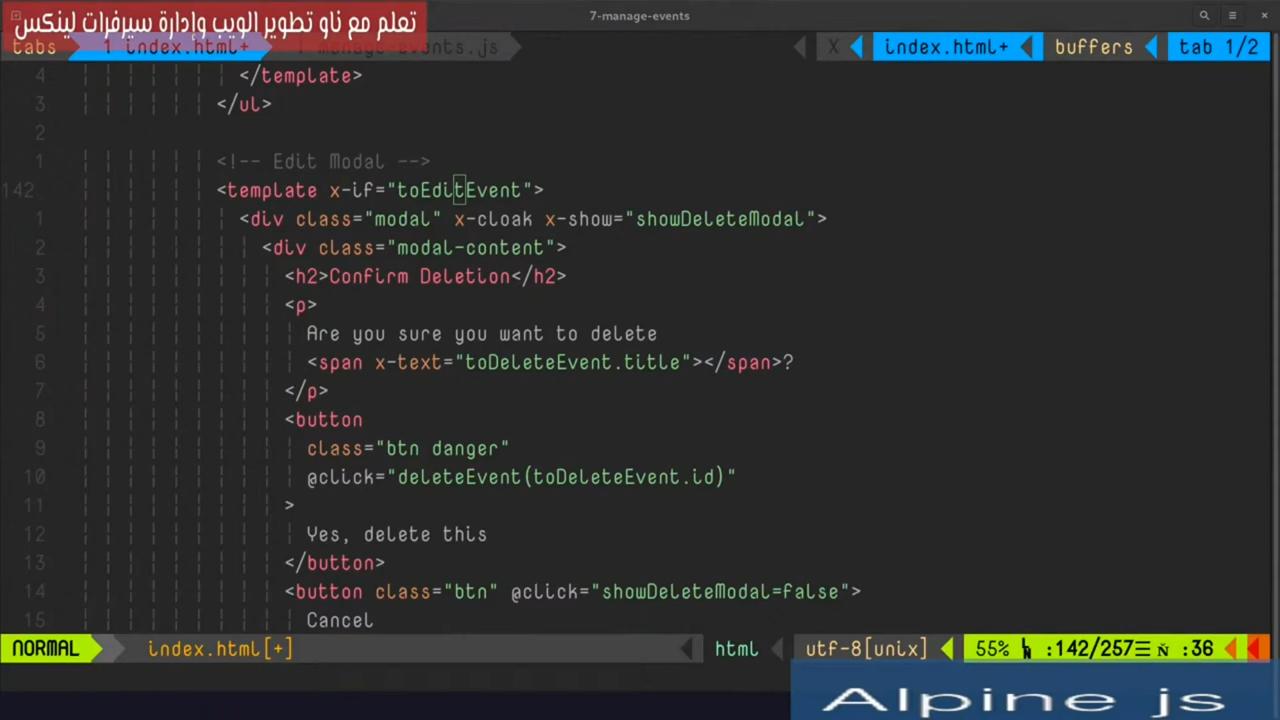 7-manage-events
تعلم مع ناو تطوير الويب وإدارة سيرفرات لينكس
tabs 1 index.html+ manage-events.js X index.html+ buffers tab 1/2
4 </template>
3 </ul>
2
1 <!-- Edit Modal -->
142 <template x-if="toEditEvent">
1 <div class="modal" x-cloak x-show="showDeleteModal">
2 <div class="modal-content">
3 <h2>Confirm Deletion</h2>
4 <p>
5 Are you sure you want to delete
6 <span x-text="toDeleteEvent.title"></span>?
7 </p>
8 <button
9 class="btn danger"
10 @click="deleteEvent(toDeleteEvent.id)"
11 >
12 Yes, delete this
13 </button>
14 <button class="btn" @click="showDeleteModal=false">
15 Cancel
NORMAL index.html[+] html utf-8[unix] 55% :142/257☰ :36
Alpine js